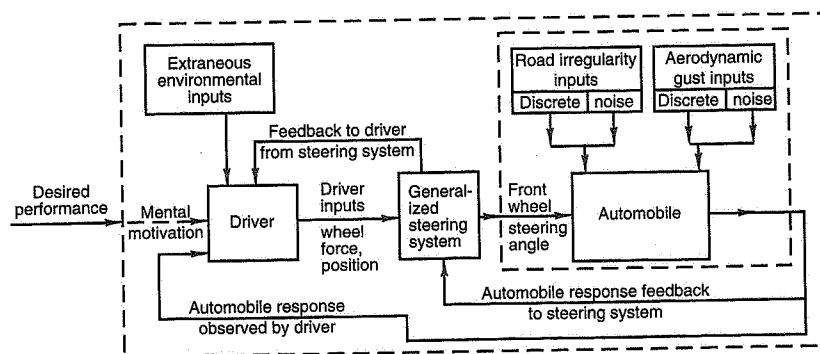 Extraneous
environmental
inputs
Road irregularity
inputs
Discrete
noise
Aerodynamic
gust inputs
Discrete
noise
Feedback to driver
from steering system
Desired
performance
Mental
motivation
Driver
Driver
inputs
wheel
force,
position
General-
ized
steering
system
Front
wheel
steering
angle
Automobile
Automobile response feedback
to steering system
Automobile response
observed by driver